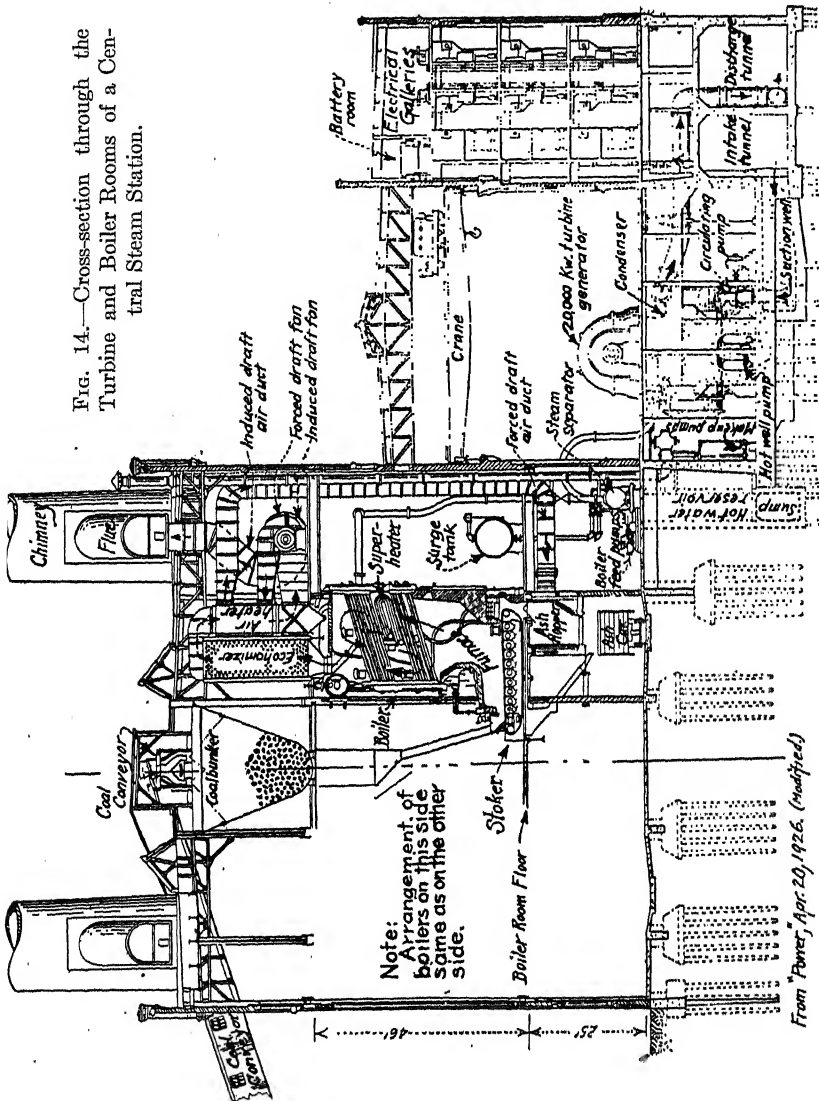 FIG. 14.—Cross-section through the
Turbine and Boiler Rooms of a Cen-
tral Steam Station.
Chimney
Flue
Coal
Conveyor
Coal bunker
Economizer
Air
Heater
Induced draft
air duct
Forced draft fan
Induced draft fan
Super-
heater
Boiler
Surge
tank
Furnace
Stoker
Ash
Hopper
Ash
Car
Boiler
feed pumps
Forced draft
air duct
Steam
separator
Crane
Battery
room
Electrical
Galleries
20,000 Kw. turbine
generator
Condenser
Circulating
pump
Intake
tunnel
Discharge
tunnel
Suction well
Makeup pumps
Hot well pump
Hot water
reservoir
Sump
Note:
Arrangement of
boilers on this side
same as on the other
side.
Boiler Room Floor
46'
25'
Coal
Conveyor
From "Power," Apr. 20, 1926. (Modified)